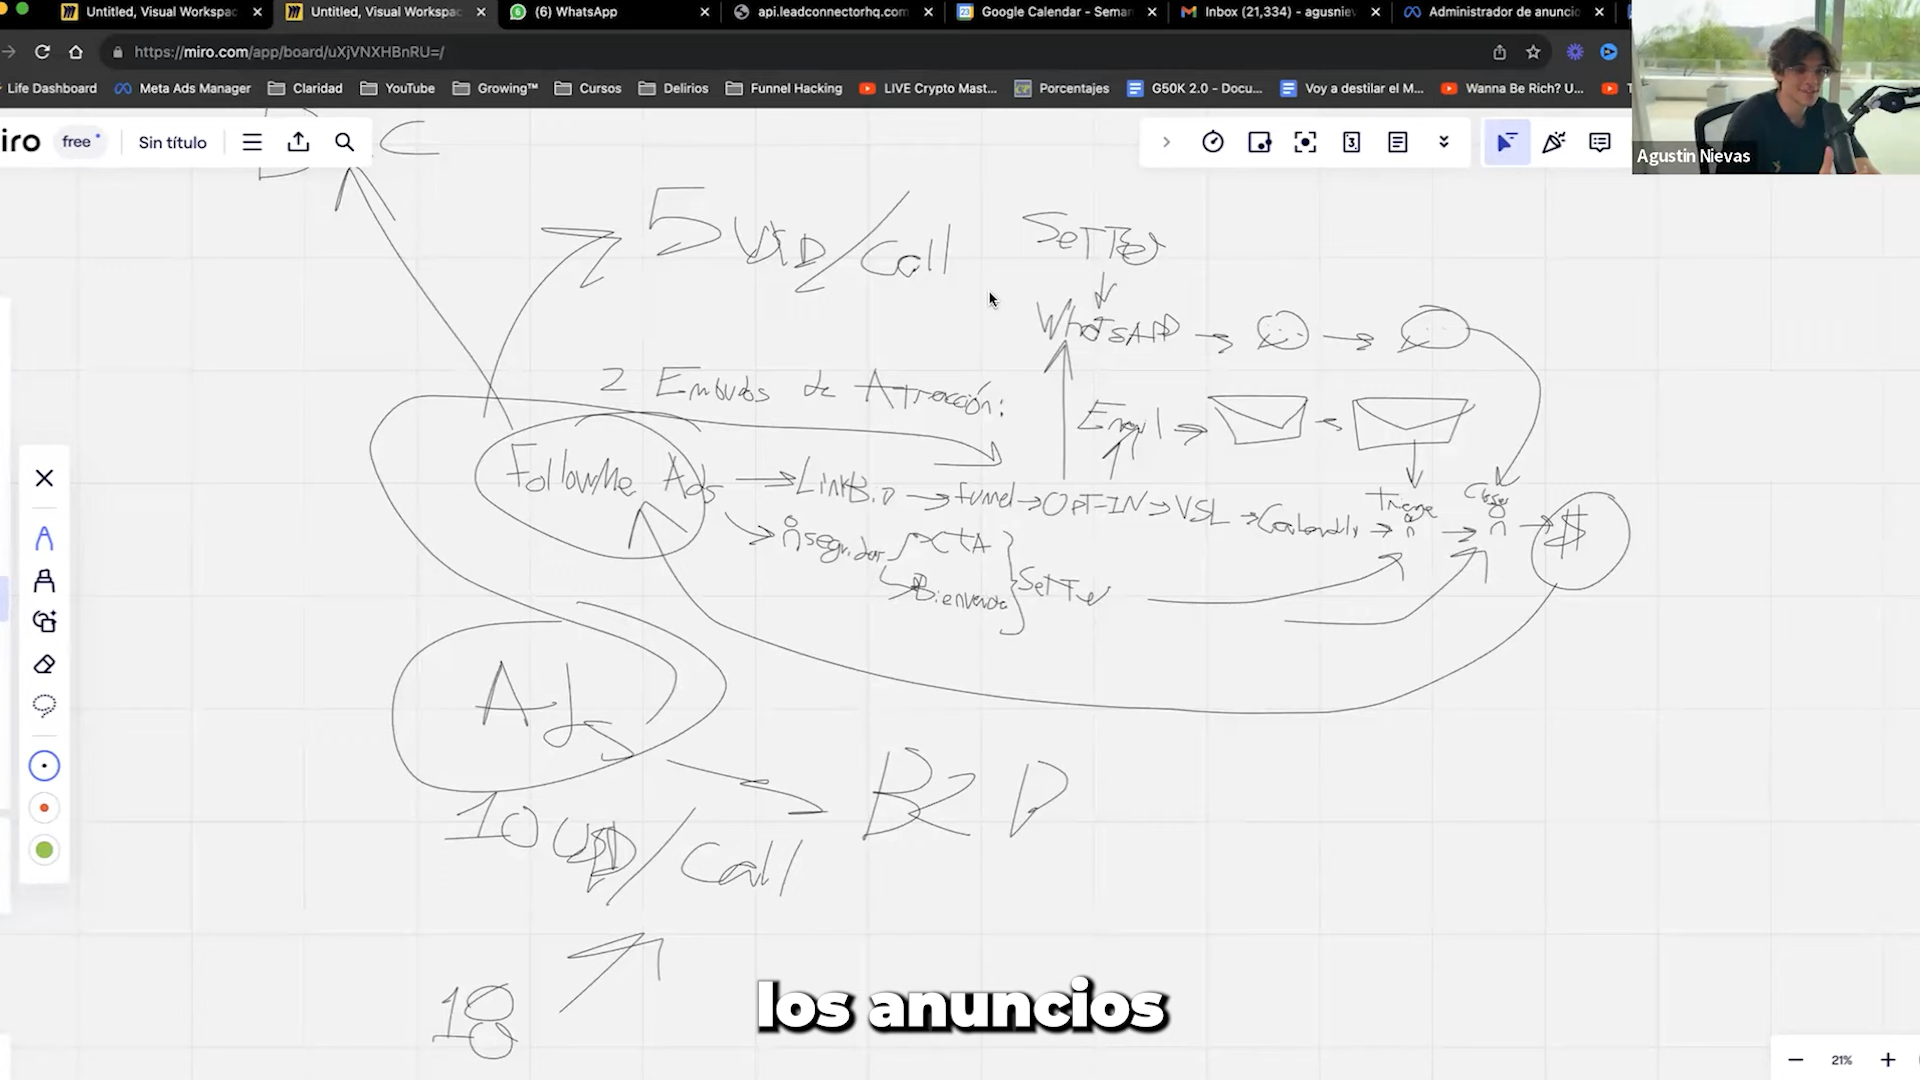 Untitled, Visual Workspac
Untitled, Visual Workspac
(6) WhatsApp
api.leadconnectorhq.com
Google Calendar - Seman
Inbox (21,334) - agusniev
Administrador de anuncio
https://miro.com/app/board/uXjVNXHBnRU=/
Life Dashboard
Meta Ads Manager
Claridad
YouTube
Growing™
Cursos
Delirios
Funnel Hacking
LIVE Crypto Mast...
Porcentajes
G50K 2.0 - Docu...
Voy a destilar el M...
Wanna Be Rich? U...
iro
free
Sin título
3
Agustin Nievas
C
5 USD/Call
Setter
WhatsAPP
2 Embudos de Atracción:
Email
FollowMe Ads
LinkBio
Funnel
OPT-IN
VSL
Calendly
Triage
Closer
$
seguidor
CTA
Bienvenida
Setter
Ads
B2
10 USD/Call
18
los anuncios
21%